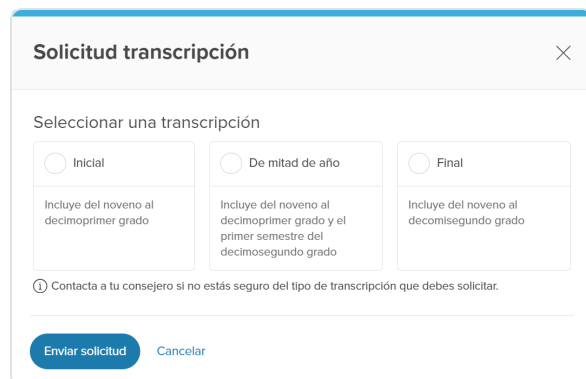 Solicitud transcripción
Seleccionar una transcripción
Inicial
Incluye del noveno al
decimoprimer grado
De mitad de año
Incluye del noveno al
decimoprimer grado y el
primer semestre del
decimosegundo grado
Final
Incluye del noveno al
decomisegundo grado
Contacta a tu consejero si no estás seguro del tipo de transcripción que debes solicitar.
Enviar solicitud
Cancelar